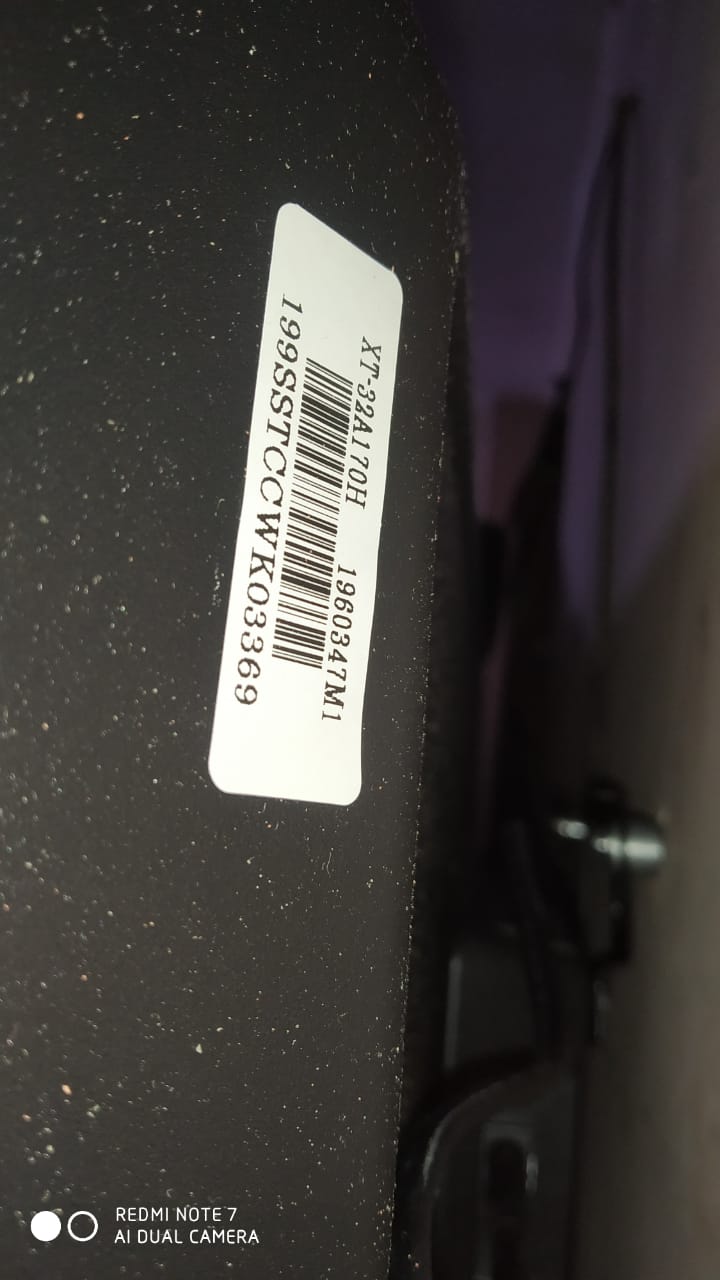 XT-32A170H 1960347M1
199SSTCCWK03369
REDMI NOTE 7
AI DUAL CAMERA